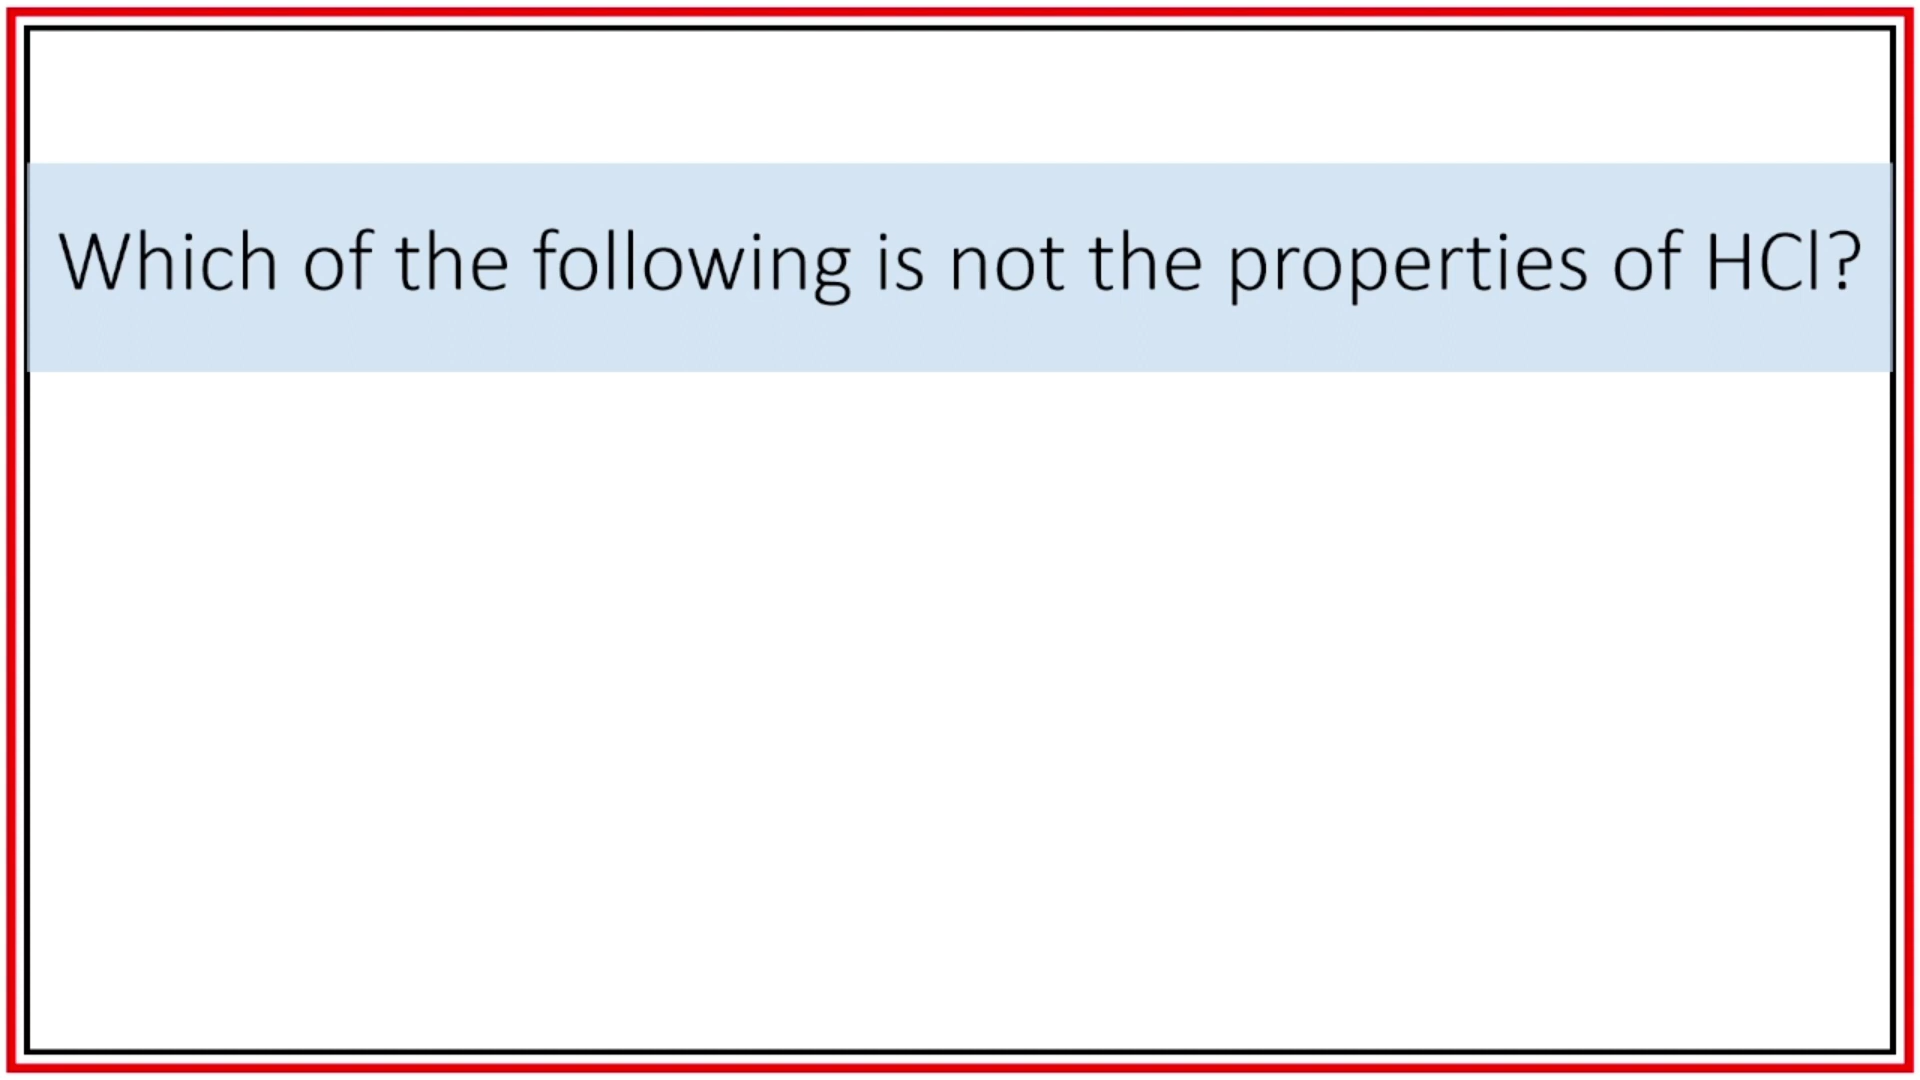 Which of the following is not the properties of HCl?